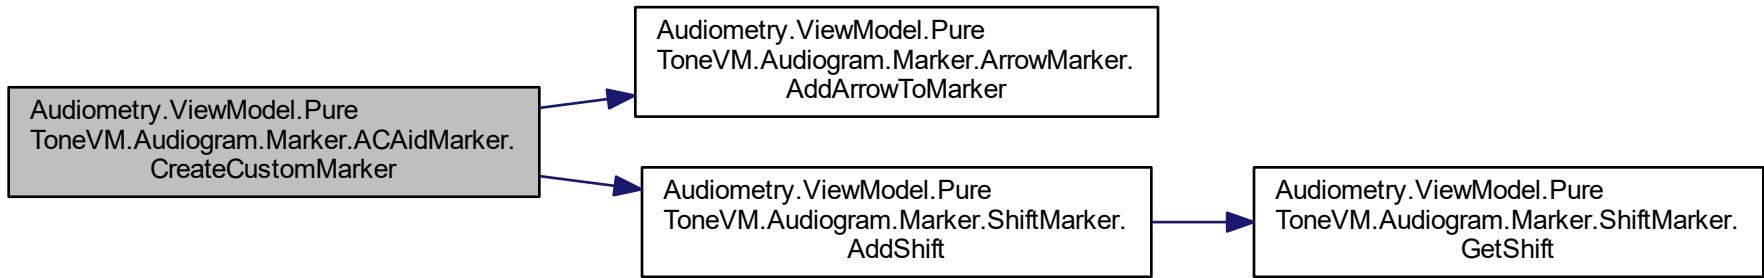 Audiometry.ViewModel.Pure
ToneVM.Audiogram.Marker.ACAidMarker.
CreateCustomMarker
Audiometry.ViewModel.Pure
ToneVM.Audiogram.Marker.ArrowMarker.
AddArrowToMarker
Audiometry.ViewModel.Pure
ToneVM.Audiogram.Marker.ShiftMarker.
AddShift
Audiometry.ViewModel.Pure
ToneVM.Audiogram.Marker.ShiftMarker.
GetShift